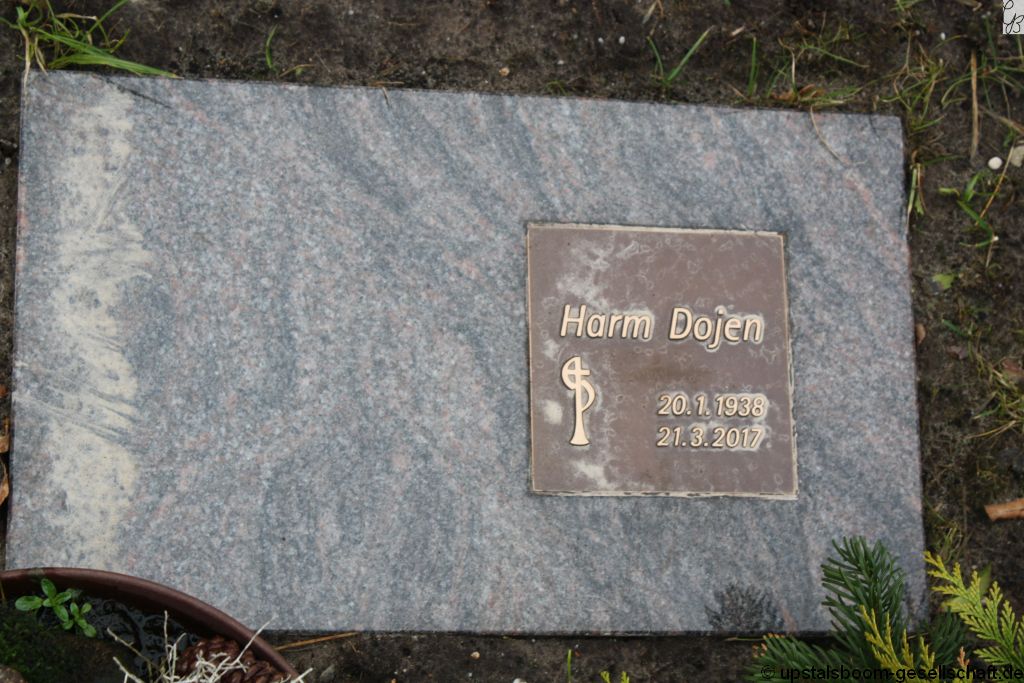 Harm Dojen
20.1.1938
21.3.2017
© upstalsboom-gesellschaft.de